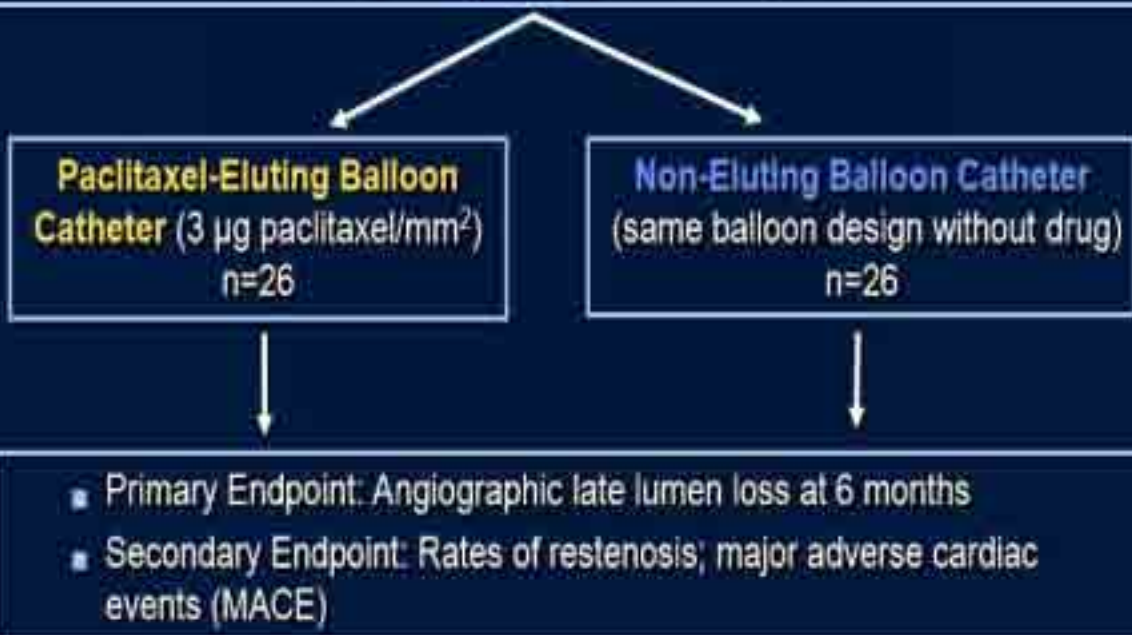 Paclitaxel-Eluting Balloon
Catheter (3 µg paclitaxel/mm²)
n=26
Non-Eluting Balloon Catheter
(same balloon design without drug)
n=26
▪ Primary Endpoint: Angiographic late lumen loss at 6 months
▪ Secondary Endpoint: Rates of restenosis; major adverse cardiac
events (MACE)